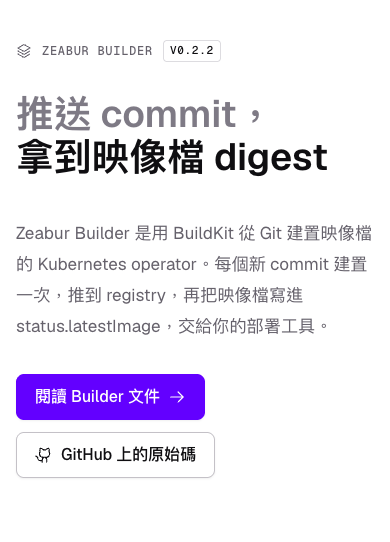 ZEABUR BUILDER V0.2.2
推送 commit，
拿到映像檔 digest
Zeabur Builder 是用 BuildKit 從 Git 建置映像檔
的 Kubernetes operator。每個新 commit 建置
一次，推到 registry，再把映像檔寫進
status.latestImage，交給你的部署工具。
閱讀 Builder 文件 →
GitHub 上的原始碼